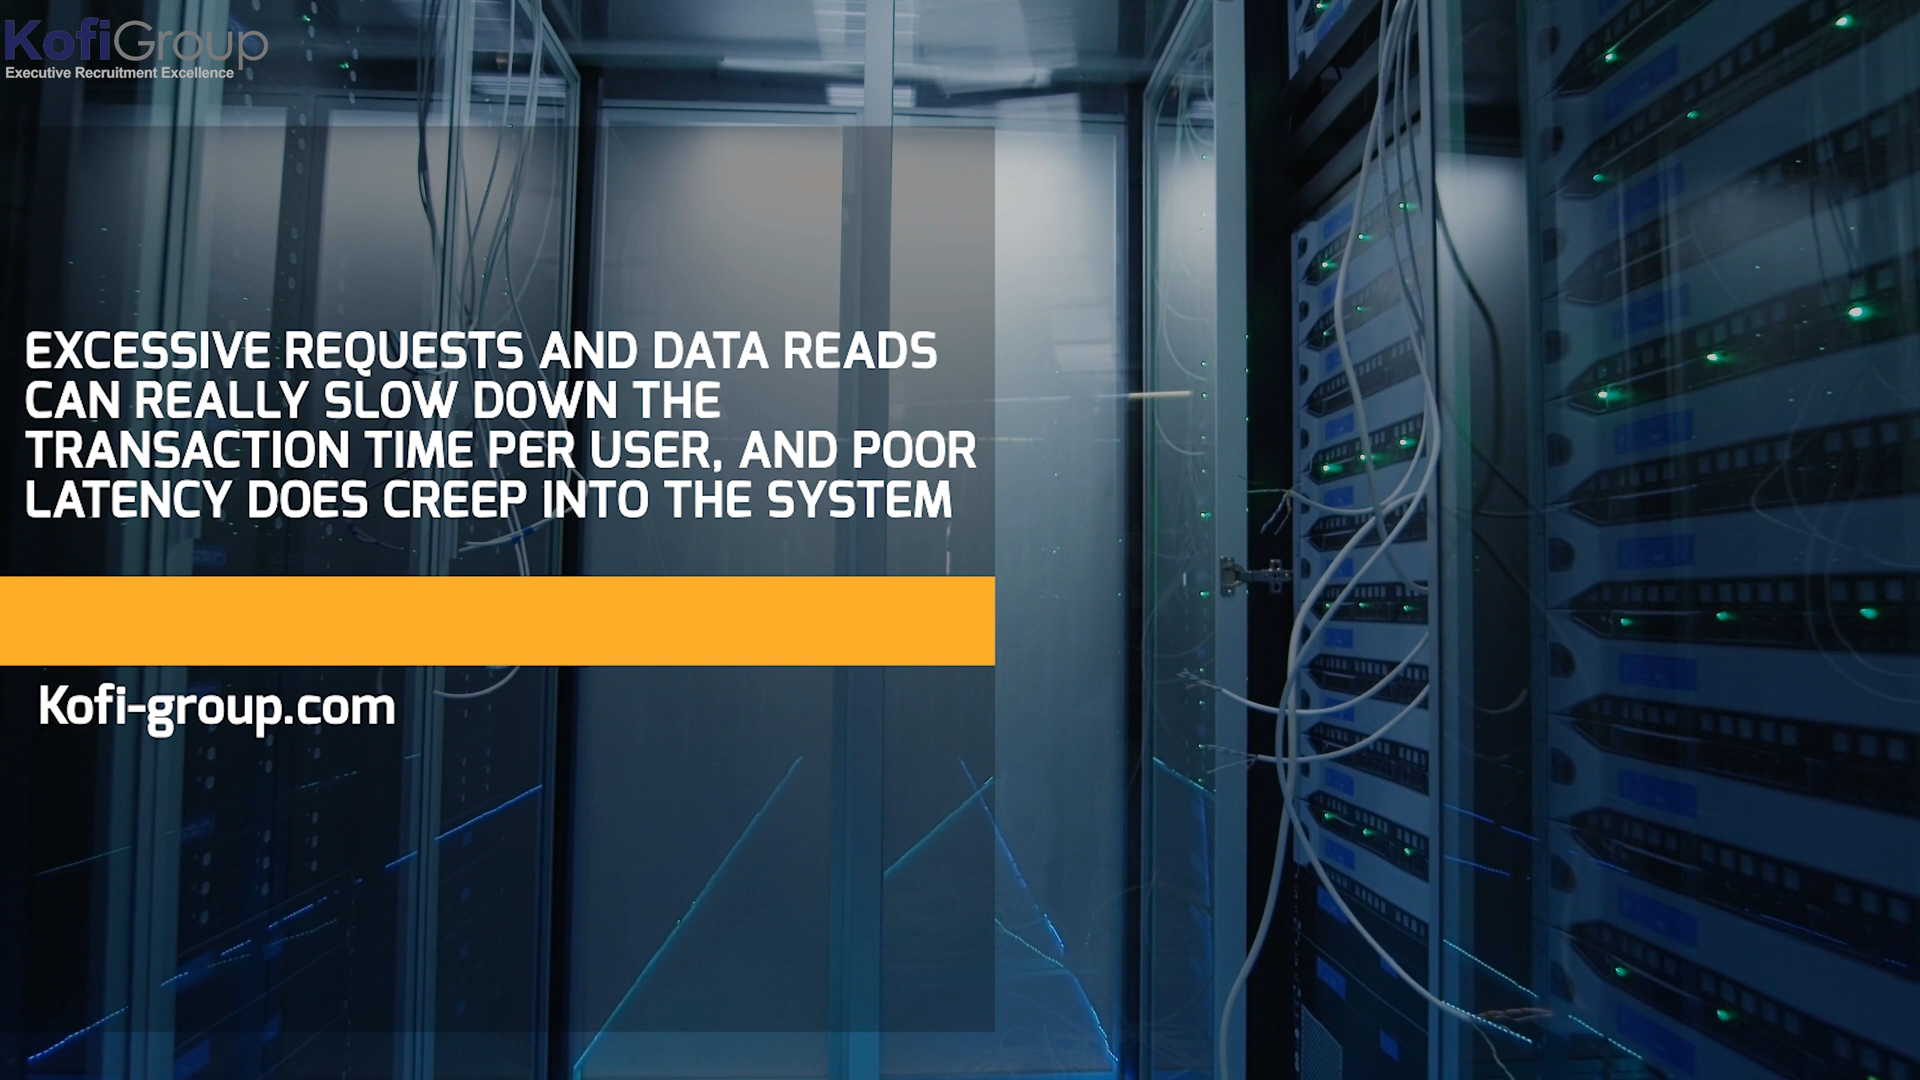 KofiGroup
Executive Recruitment Excellence
EXCESSIVE REQUESTS AND DATA READS
CAN REALLY SLOW DOWN THE
TRANSACTION TIME PER USER, AND POOR
LATENCY DOES CREEP INTO THE SYSTEM
Kofi-group.com